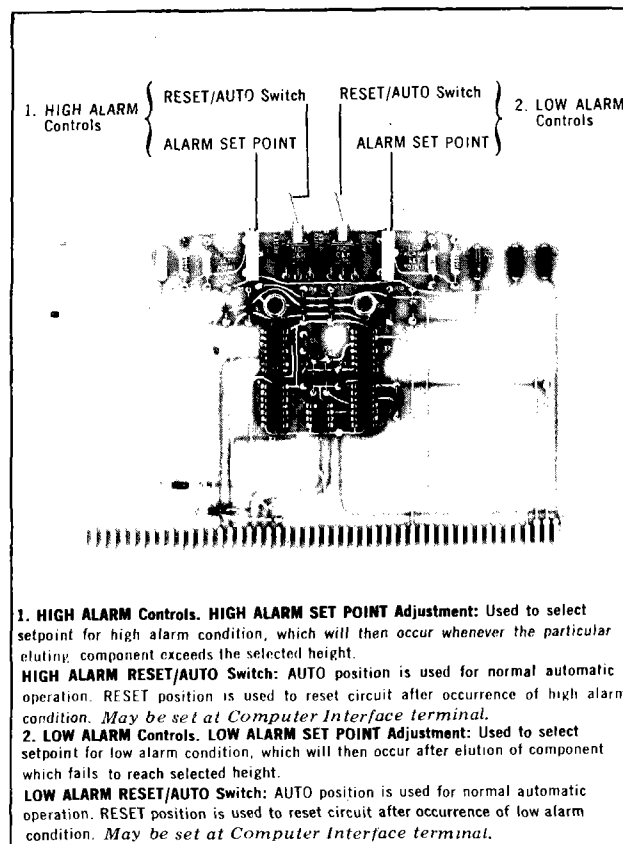 RESET/AUTO Switch
RESET/AUTO Switch
1. HIGH ALARM
Controls
2. LOW ALARM
Controls
ALARM SET POINT
ALARM SET POINT
1. HIGH ALARM Controls. HIGH ALARM SET POINT Adjustment: Used to select
setpoint for high alarm condition, which will then occur whenever the particular
eluting component exceeds the selected height.
HIGH ALARM RESET/AUTO Switch: AUTO position is used for normal automatic
operation. RESET position is used to reset circuit after occurrence of high alarm
condition. May be set at Computer Interface terminal.
2. LOW ALARM Controls. LOW ALARM SET POINT Adjustment: Used to select
setpoint for low alarm condition, which will then occur after elution of component
which fails to reach selected height.
LOW ALARM RESET/AUTO Switch: AUTO position is used for normal automatic
operation. RESET position is used to reset circuit after occurrence of low alarm
condition. May be set at Computer Interface terminal.